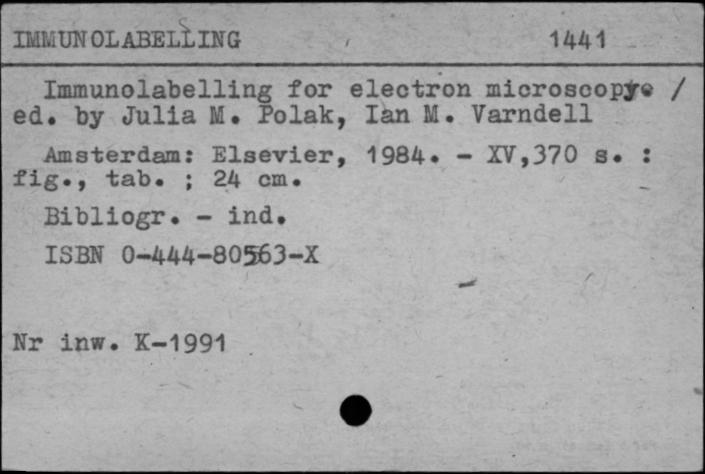 IMMUNOLABELLING 1441
Immunolabelling for electron microscopy. /
ed. by Julia M. Polak, Ian M. Varndell
Amsterdam: Elsevier, 1984. - XV,370 s. :
fig., tab. ; 24 cm.
Bibliogr. - ind.
ISBN 0-444-80563-X
Nr inw. K-1991